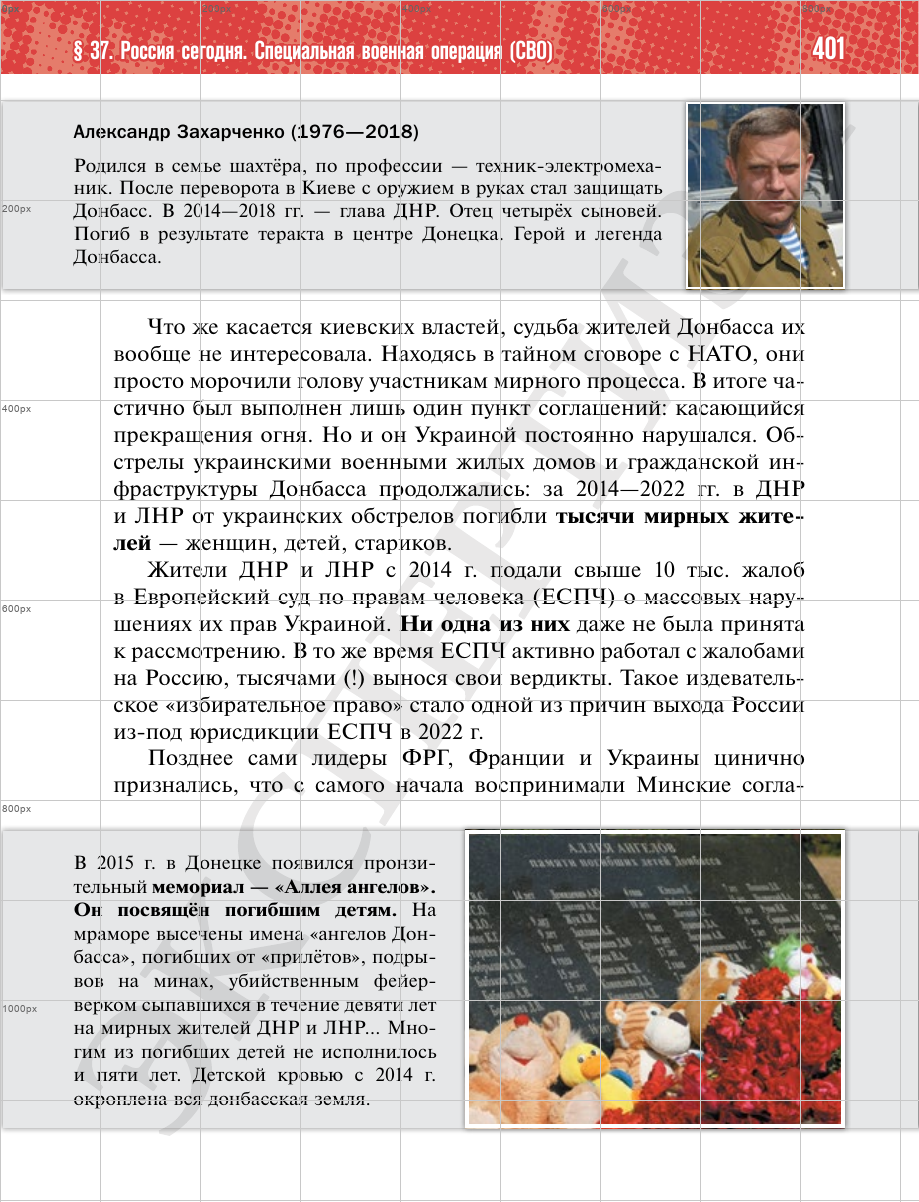 § 37. Россия сегодня. Специальная военная операция (СВО)
401
Александр Захарченко (1976—2018)
Родился в семье шахтёра, по профессии — техник-электромеха-
ник. После переворота в Киеве с оружием в руках стал защищать
Донбасс. В 2014—2018 гг. — глава ДНР. Отец четырёх сыновей.
Погиб в результате теракта в центре Донецка. Герой и легенда
Донбасса.
200px
Что же касается киевских властей, судьба жителей Донбасса их
вообще не интересовала. Находясь в тайном сговоре с НАТО, они
просто морочили голову участникам мирного процесса. В итоге ча-
400px
стично был выполнен лишь один пункт соглашений: касающийся
прекращения огня. Но и он Украиной постоянно нарушался. Об-
стрелы украинскими военными жилых домов и гражданской ин-
фраструктуры Донбасса продолжались: за 2014—2022 гг. в ДНР
и ЛНР от украинских обстрелов погибли тысячи мирных жите-
лей — женщин, детей, стариков.
Жители ДНР и ЛНР с 2014 г. подали свыше 10 тыс. жалоб
в Европейский суд по правам человека (ЕСПЧ) о массовых нару-
600px
шениях их прав Украиной. Ни одна из них даже не была принята
к рассмотрению. В то же время ЕСПЧ активно работал с жалобами
на Россию, тысячами (!) вынося свои вердикты. Такое издеватель-
ское «избирательное право» стало одной из причин выхода России
из-под юрисдикции ЕСПЧ в 2022 г.
Позднее сами лидеры ФРГ, Франции и Украины цинично
признались, что с самого начала воспринимали Минские согла-
800px
В 2015 г. в Донецке появился пронзи-
тельный мемориал — «Аллея ангелов».
Он посвящён погибшим детям. На
мраморе высечены имена «ангелов Дон-
басса», погибших от «прилётов», подры-
вов на минах, убийственным фейер-
верком сыпавшихся в течение девяти лет
1000px
на мирных жителей ДНР и ЛНР... Мно-
гим из погибших детей не исполнилось
и пяти лет. Детской кровью с 2014 г.
окроплена вся донбасская земля.
АЛЛЕЯ АНГЕЛОВ
памяти погибших детей Донбасса
ЭКСПЕРТИЗА